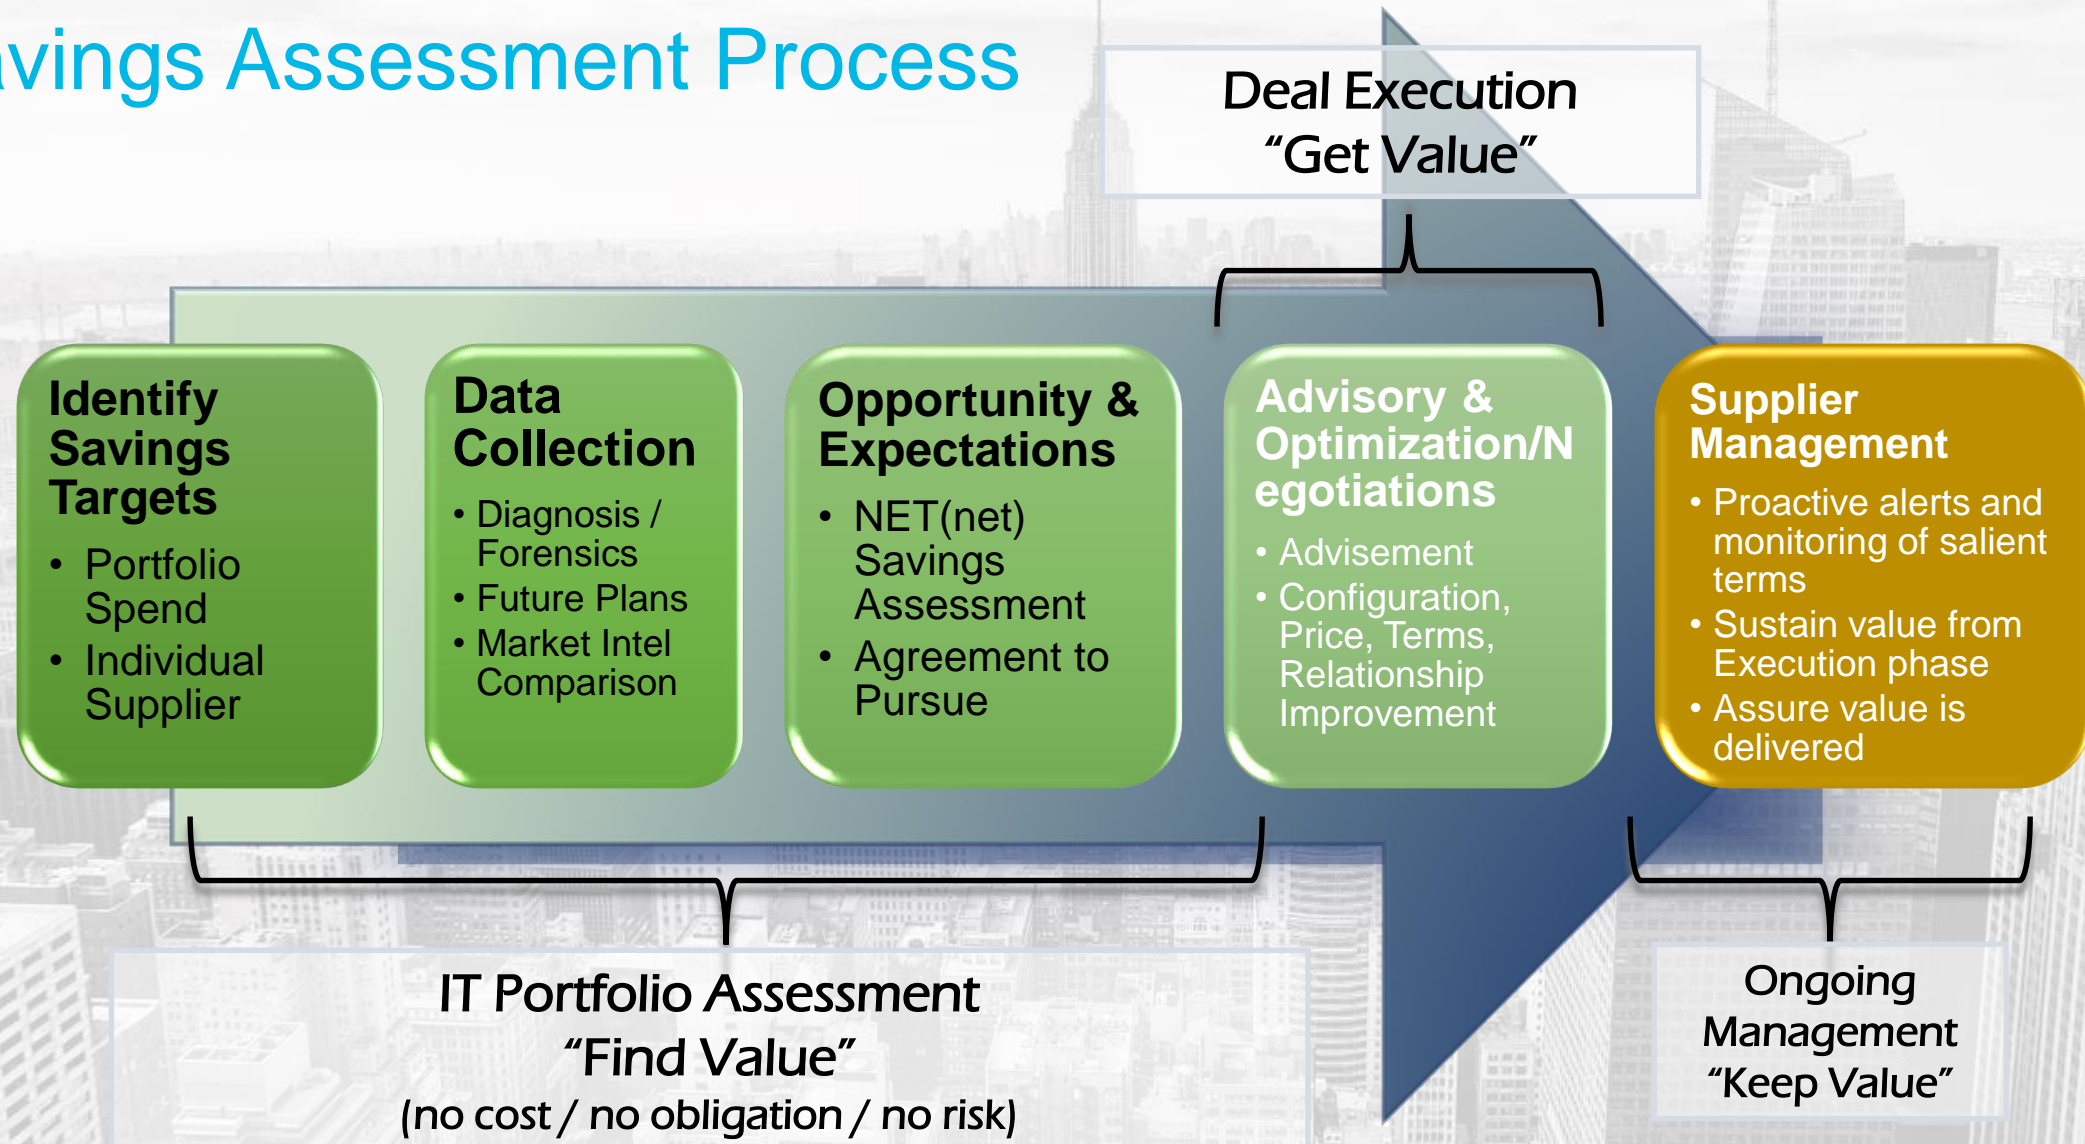 avings Assessment Process
Deal Execution
“Get Value”
Identify
Savings
Targets
• Portfolio
Spend
• Individual
Supplier
Data
Collection
• Diagnosis /
Forensics
• Future Plans
• Market Intel
Comparison
Opportunity &
Expectations
• NET(net)
Savings
Assessment
• Agreement to
Pursue
Advisory &
Optimization/N
egotiations
• Advisement
• Configuration,
Price, Terms,
Relationship
Improvement
Supplier
Management
• Proactive alerts and
monitoring of salient
terms
• Sustain value from
Execution phase
• Assure value is
delivered
IT Portfolio Assessment
“Find Value”
(no cost / no obligation / no risk)
Ongoing
Management
“Keep Value”